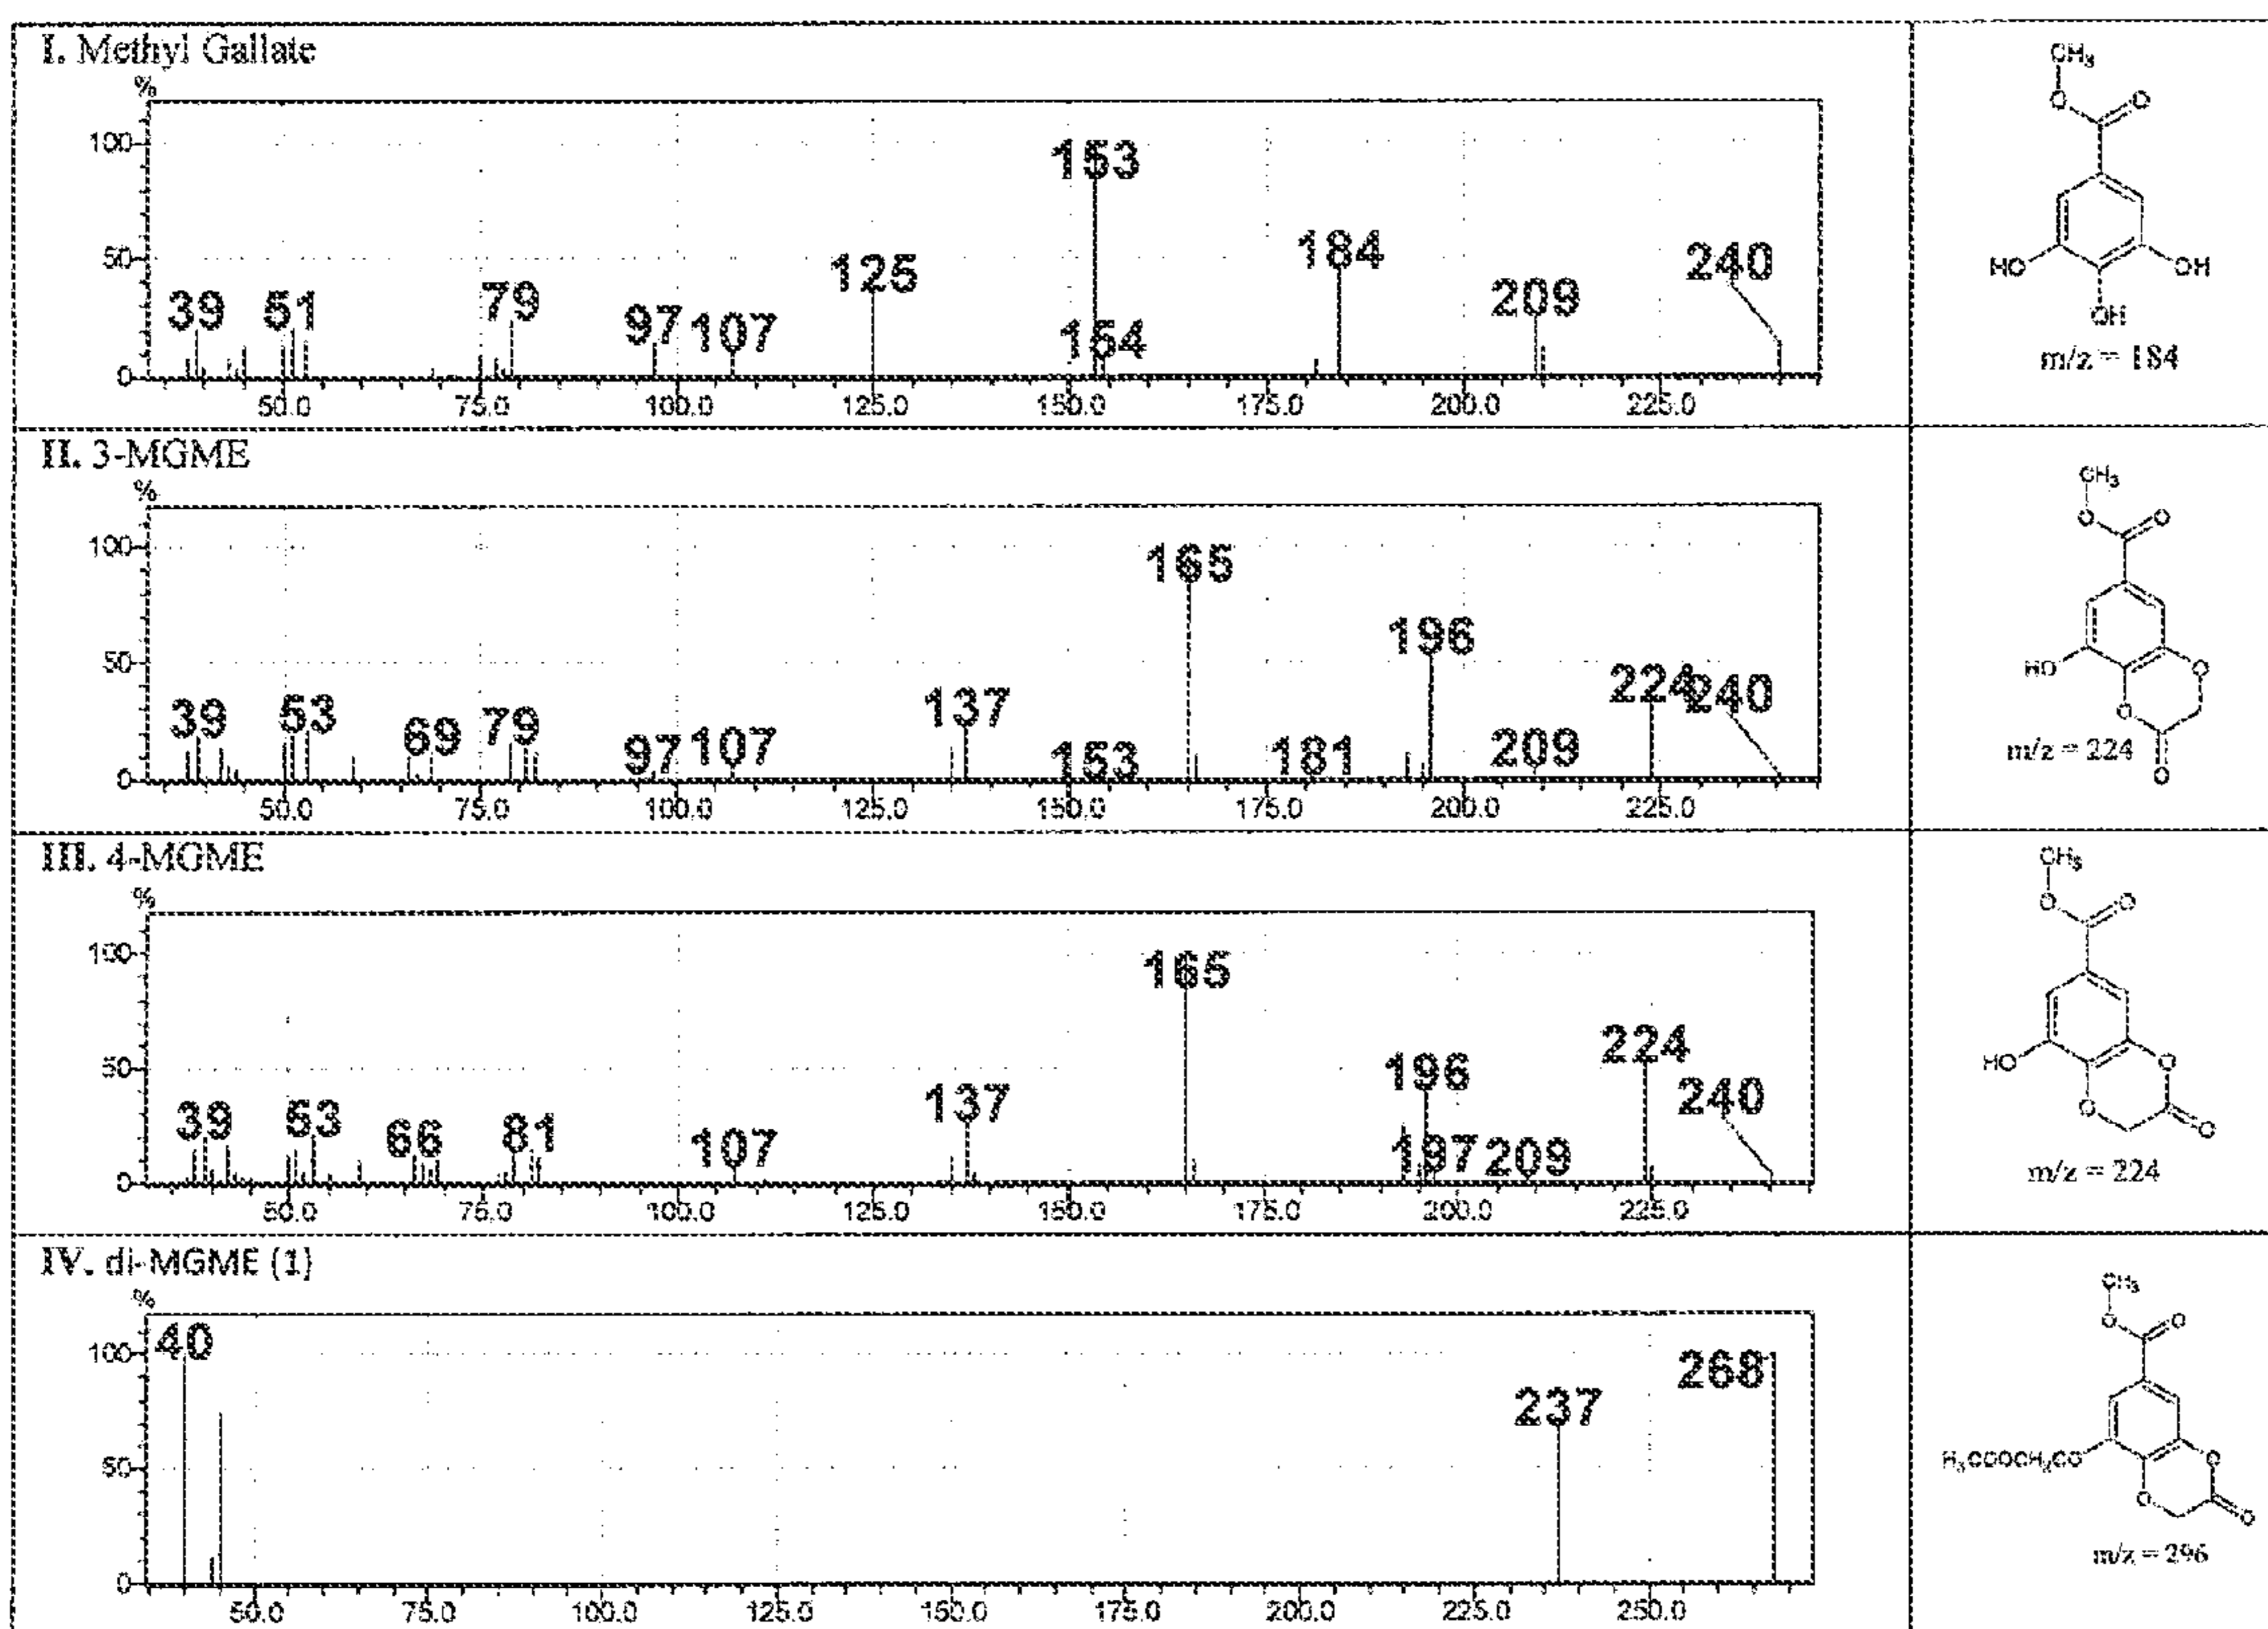 I. Methyl Gallate
%
100
50
0
39 51 79 97 107 125 153 154 184 209 240
50.0 75.0 100.0 125.0 150.0 175.0 200.0 225.0
CH₃
O O
HO OH
OH
m/z = 184
II. 3-MGME
%
100
50
0
39 53 69 79 97 107 137 153 165 181 196 209 224 240
50.0 75.0 100.0 125.0 150.0 175.0 200.0 225.0
CH₃
O O
HO O
O
O
m/z = 224
III. 4-MGME
%
100
50
0
39 53 66 81 107 137 165 196 197 209 224 240
50.0 75.0 100.0 125.0 150.0 175.0 200.0 225.0
CH₃
O O
HO O
O O
m/z = 224
IV. di-MGME (1)
%
100
50
0
40 237 268
50.0 75.0 100.0 125.0 150.0 175.0 200.0 225.0 250.0
CH₃
O O
O
O O
m/z = 296